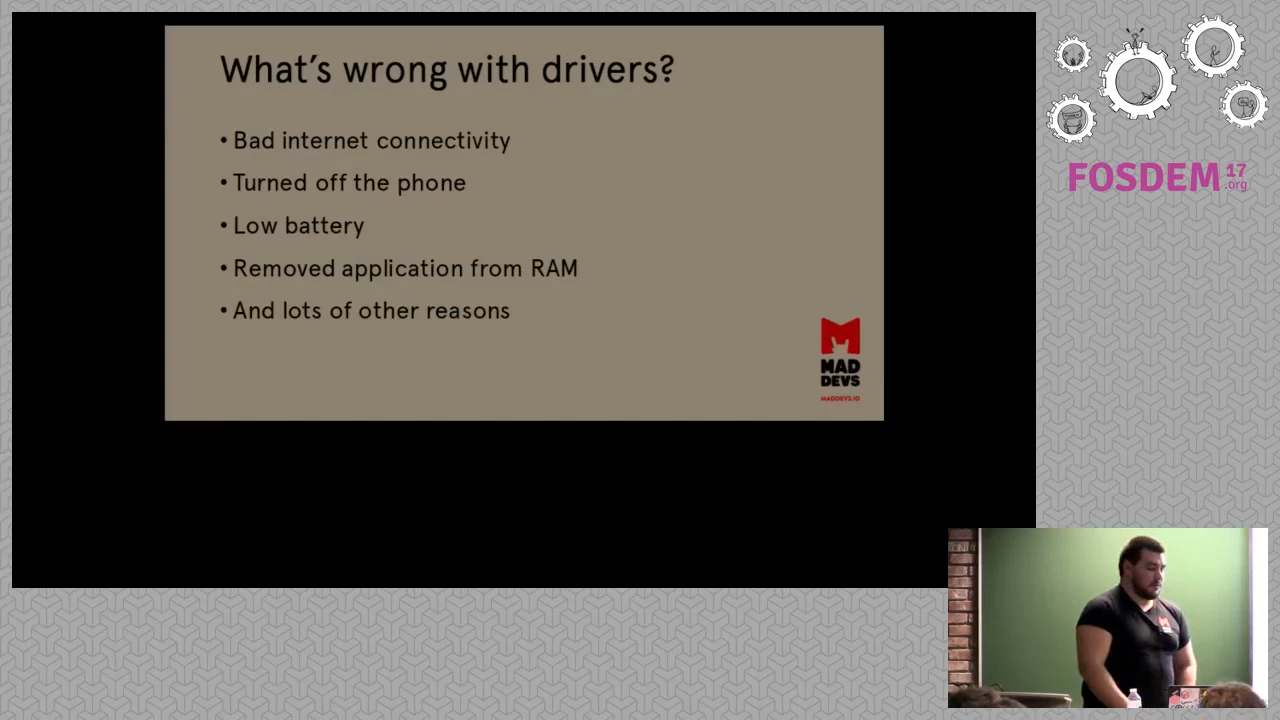 What's wrong with drivers?
• Bad internet connectivity
• Turned off the phone
• Low battery
• Removed application from RAM
• And lots of other reasons
MAD
DEVS
MADDEVS.IO
FOSDEM 17
.org